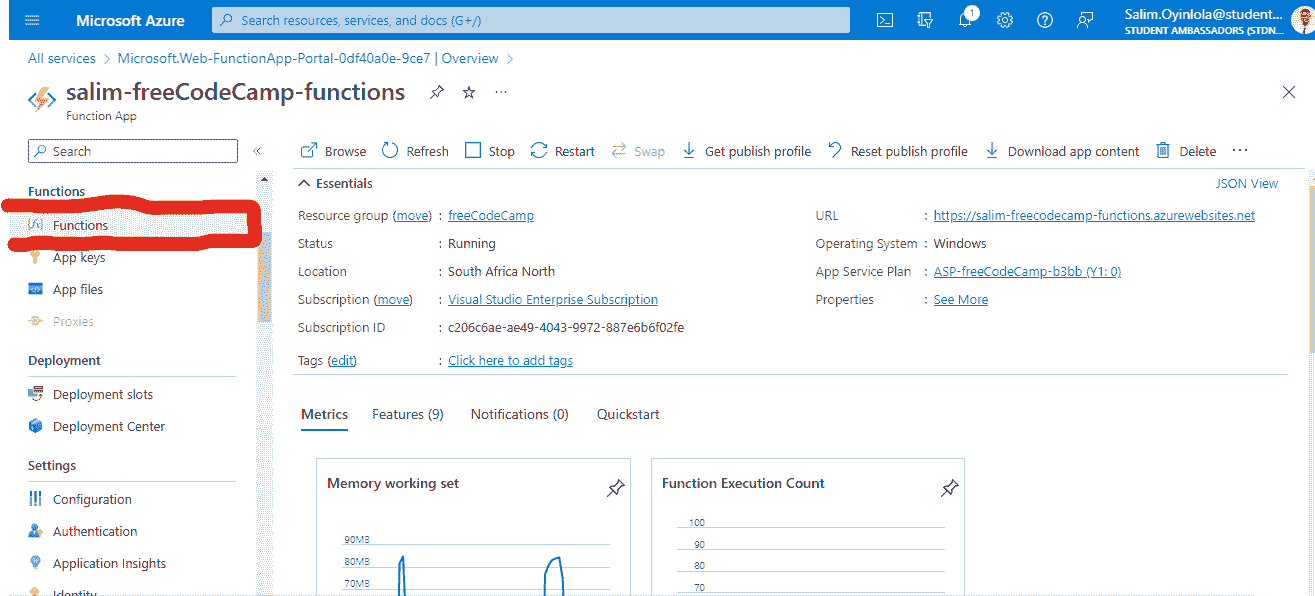 Microsoft Azure
Search resources, services, and docs (G+/)
1
Salim.Oyinlola@student...
STUDENT AMBASSADORS (STDN...
All services > Microsoft.Web-FunctionApp-Portal-0df40a0e-9ce7 | Overview >
salim-freeCodeCamp-functions ...
Function App
Search «
Browse Refresh Stop Restart Swap Get publish profile Reset publish profile Download app content Delete ...
Functions
Functions
App keys
App files
Proxies
Deployment
Deployment slots
Deployment Center
Settings
Configuration
Authentication
Application Insights
Identity
Essentials JSON View
Resource group (move) : freeCodeCamp
Status : Running
Location : South Africa North
Subscription (move) : Visual Studio Enterprise Subscription
Subscription ID : c206c6ae-ae49-4043-9972-887e6b6f02fe
Tags (edit) : Click here to add tags
URL : https://salim-freecodecamp-functions.azurewebsites.net
Operating System : Windows
App Service Plan : ASP-freeCodeCamp-b3bb (Y1: 0)
Properties : See More
Metrics Features (9) Notifications (0) Quickstart
Memory working set
90MB
80MB
70MB
Function Execution Count
100
90
80
70